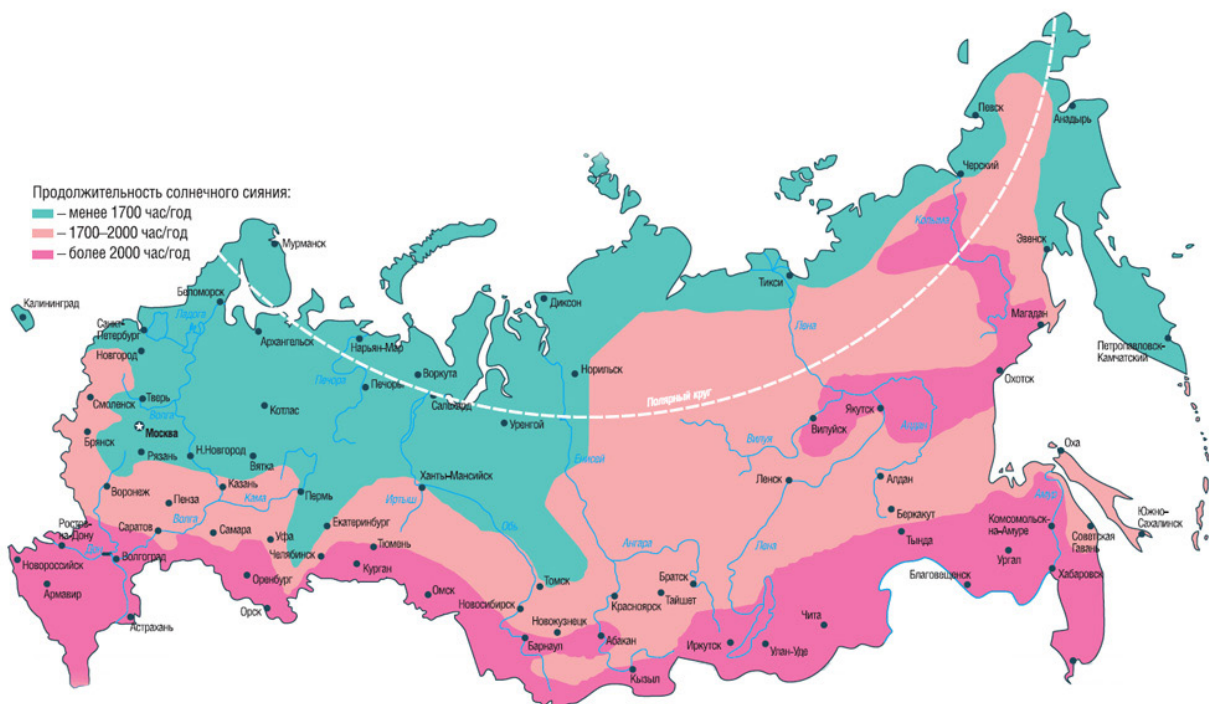 Продолжительность солнечного сияния:
– менее 1700 час/год
– 1700–2000 час/год
– более 2000 час/год
Калининград
Мурманск
Беломорск
Санкт-
Петербург
Ладога
Новгород
Архангельск
Нарьян-Мар
Печора
Печоры
Воркута
Салехард
Уренгой
Диксон
Норильск
Енисей
Полярный круг
Тикси
Лена
Певск
Анадырь
Черский
Колыма
Эвенск
Магадан
Охотск
Петропавловск-
Камчатский
Смоленск
Тверь
Волга
Котлас
Москва
Брянск
Рязань
Н.Новгород
Вятка
Воронеж
Пенза
Казань
Кама
Пермь
Ханты-Мансийск
Иртыш
Обь
Екатеринбург
Тюмень
Ростов-
на-Дону
Дон
Саратов
Волга
Самара
Уфа
Челябинск
Курган
Новороссийск
Волгоград
Армавир
Астрахань
Оренбург
Орск
Омск
Новосибирск
Томск
Новокузнецк
Барнаул
Абакан
Кызыл
Красноярск
Ангара
Братск
Тайшет
Иркутск
Улан-Уде
Чита
Лена
Ленск
Вилюй
Вилуйск
Якутск
Алдан
Алдан
Беркакут
Тында
Благовещенск
Ургал
Комсомольск-
на-Амуре
Амур
Хабаровск
Советская
Гавань
Оха
Южно-
Сахалинск